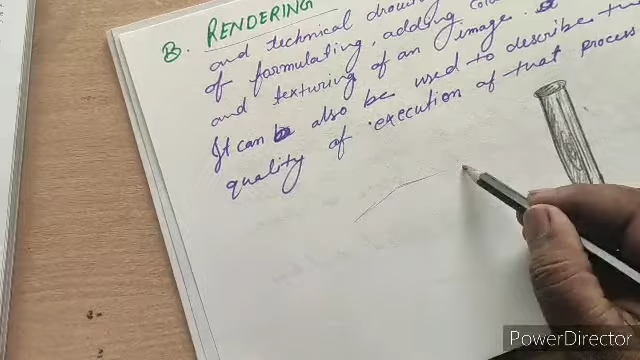 B. RENDERING
and technical drawing
of formulating, adding
and texturing of an image.
It can also be used to describe the
quality of execution of that process
PowerDirector